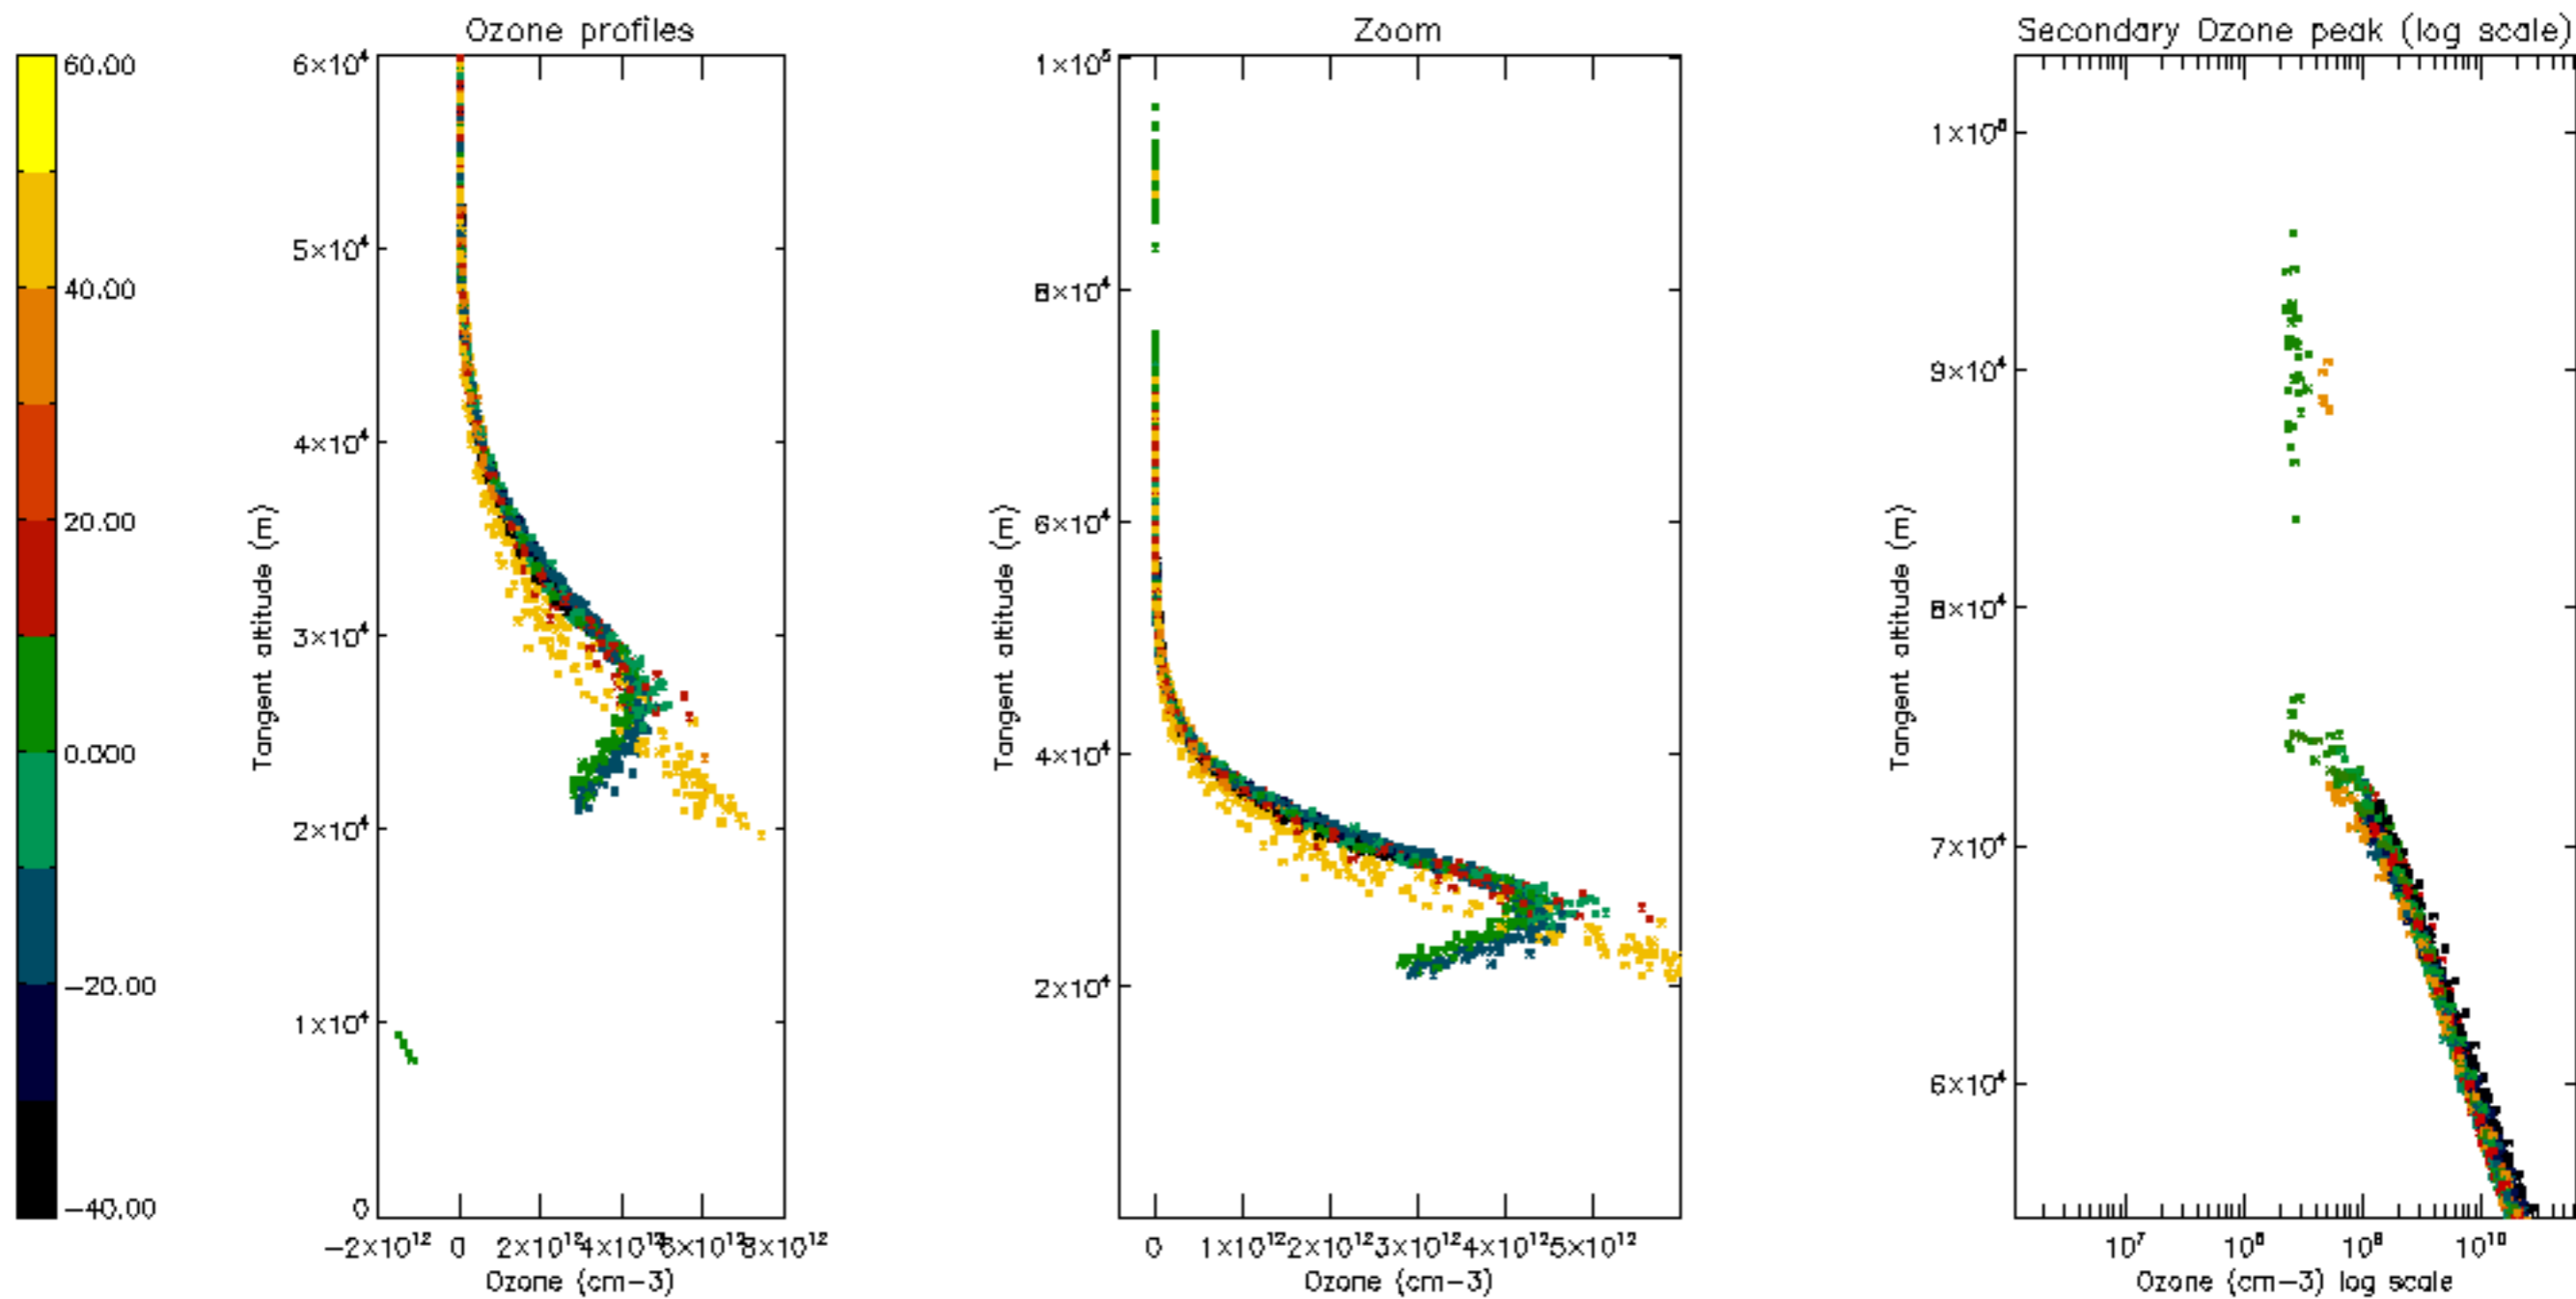 Ozone profiles
Zoom
Secondary Ozone peak (log scale)
60.00
40.00
20.00
0.000
−20.00
−40.00
6×10⁴
5×10⁴
4×10⁴
3×10⁴
2×10⁴
1×10⁴
0
Tangent altitude (m)
−2×10¹² 0 2×10¹² 4×10¹² 6×10¹² 8×10¹²
Ozone (cm−3)
1×10⁵
8×10⁴
6×10⁴
4×10⁴
2×10⁴
Tangent altitude (m)
0 1×10¹² 2×10¹² 3×10¹² 4×10¹² 5×10¹²
Ozone (cm−3)
1×10⁵
9×10⁴
8×10⁴
7×10⁴
6×10⁴
Tangent altitude (m)
10⁷ 10⁸ 10⁹ 10¹⁰
Ozone (cm−3) log scale